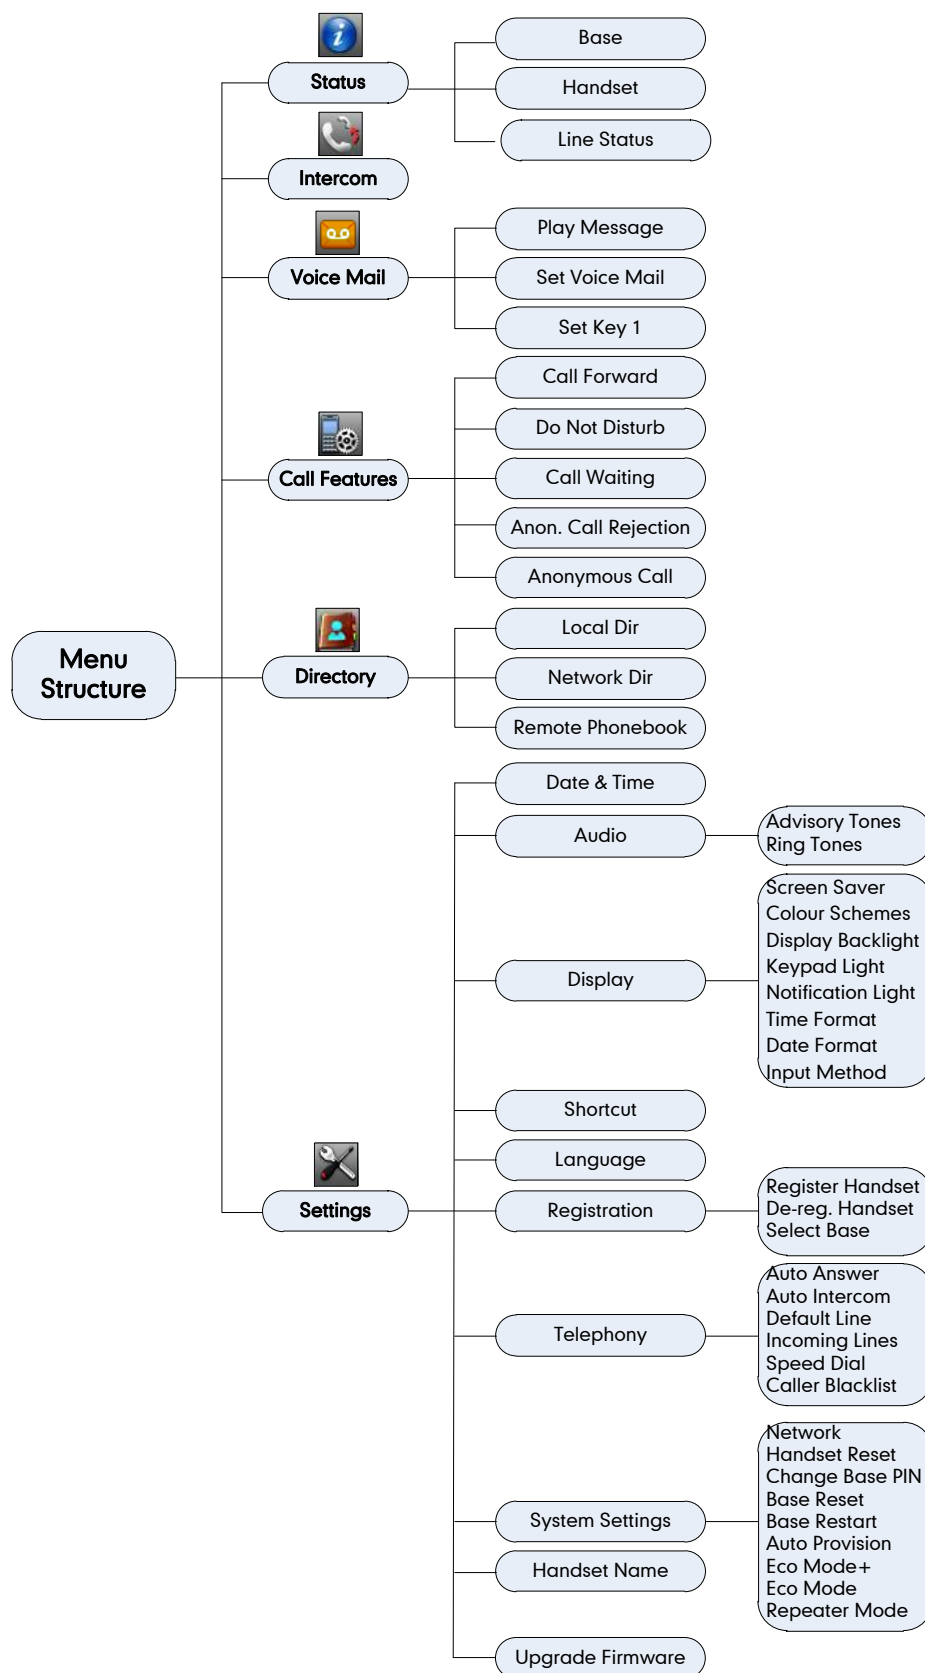 Menu
Structure
Status
Base
Handset
Line Status
Intercom
Voice Mail
Play Message
Set Voice Mail
Set Key 1
Call Features
Call Forward
Do Not Disturb
Call Waiting
Anon. Call Rejection
Anonymous Call
Directory
Local Dir
Network Dir
Remote Phonebook
Settings
Date & Time
Audio
Advisory Tones
Ring Tones
Display
Screen Saver
Colour Schemes
Display Backlight
Keypad Light
Notification Light
Time Format
Date Format
Input Method
Shortcut
Language
Registration
Register Handset
De-reg. Handset
Select Base
Telephony
Auto Answer
Auto Intercom
Default Line
Incoming Lines
Speed Dial
Caller Blacklist
System Settings
Network
Handset Reset
Change Base PIN
Base Reset
Base Restart
Auto Provision
Eco Mode+
Eco Mode
Repeater Mode
Handset Name
Upgrade Firmware